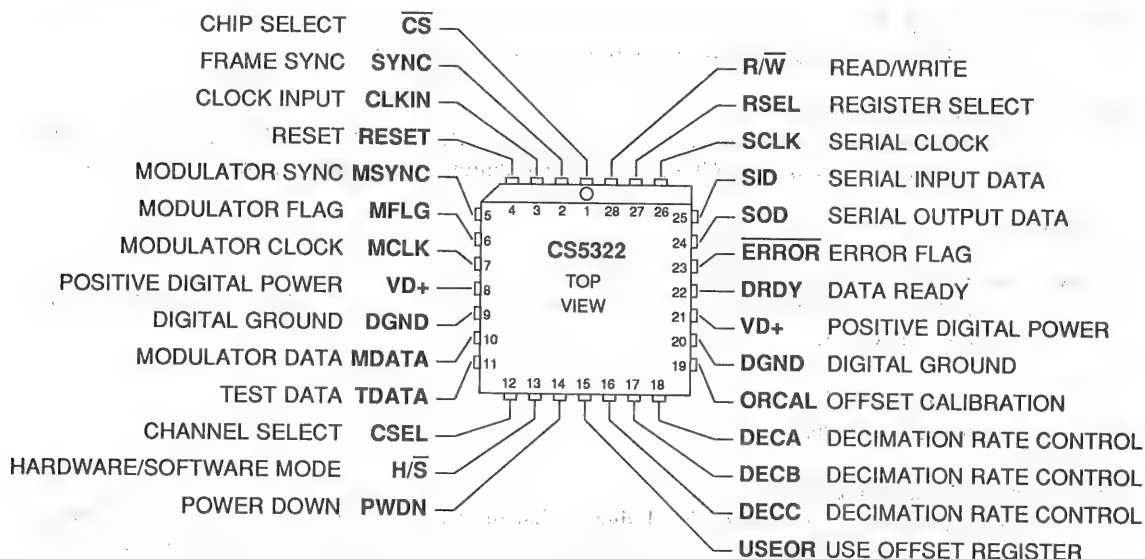 CHIP SELECT C̅S̅
FRAME SYNC SYNC
CLOCK INPUT CLKIN
RESET RESET
MODULATOR SYNC MSYNC
MODULATOR FLAG MFLG
MODULATOR CLOCK MCLK
POSITIVE DIGITAL POWER VD+
DIGITAL GROUND DGND
MODULATOR DATA MDATA
TEST DATA TDATA
CHANNEL SELECT CSEL
HARDWARE/SOFTWARE MODE H/S̅
POWER DOWN PWDN
4 3 2 1 28 27 26
5
6
7
8
9
10
11
CS5322
TOP
VIEW
25
24
23
22
21
20
19
12 13 14 15 16 17 18
R/W̅ READ/WRITE
RSEL REGISTER SELECT
SCLK SERIAL CLOCK
SID SERIAL INPUT DATA
SOD SERIAL OUTPUT DATA
E̅R̅R̅O̅R̅ ERROR FLAG
DRDY DATA READY
VD+ POSITIVE DIGITAL POWER
DGND DIGITAL GROUND
ORCAL OFFSET CALIBRATION
DECA DECIMATION RATE CONTROL
DECB DECIMATION RATE CONTROL
DECC DECIMATION RATE CONTROL
USEOR USE OFFSET REGISTER